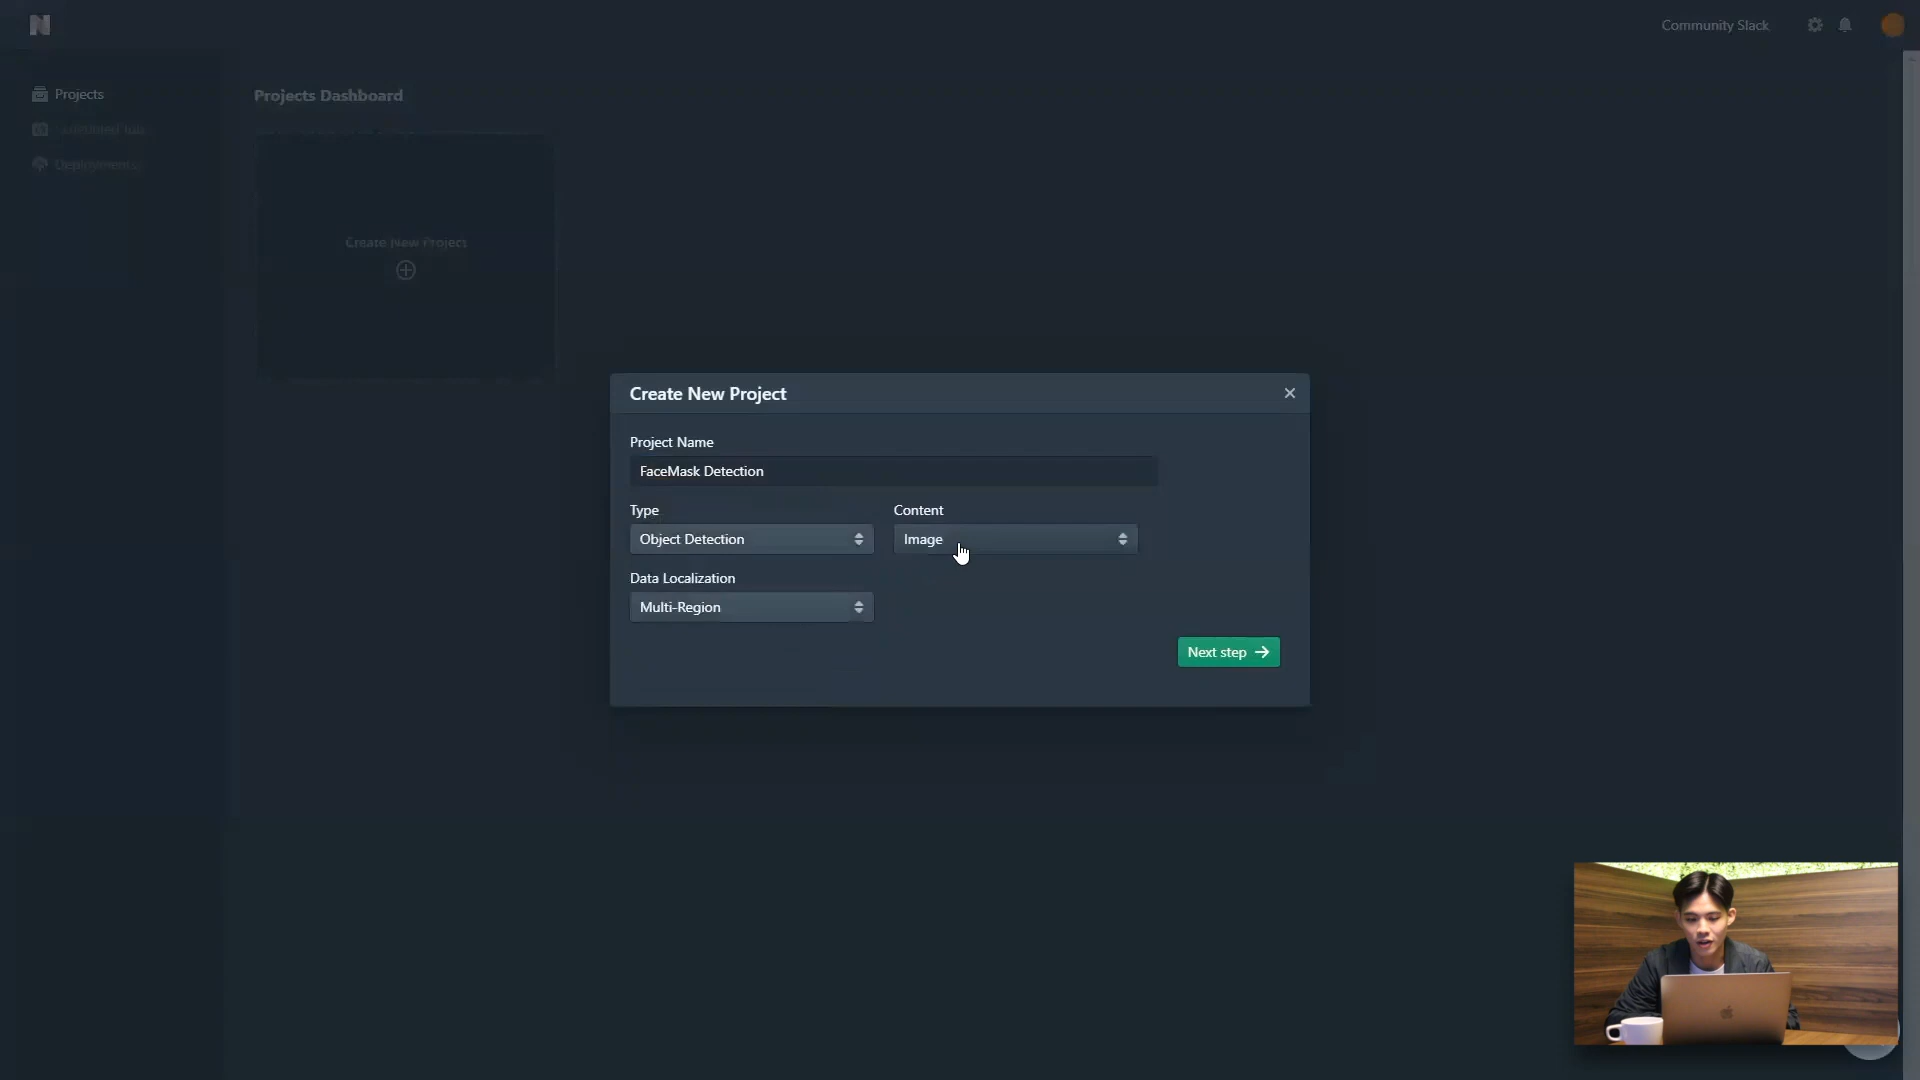 Community Slack
Projects
Projects Dashboard
Deployments
Create New Project
Create New Project
Project Name
FaceMask Detection
Type
Content
Object Detection
Image
Data Localization
Multi-Region
Next step